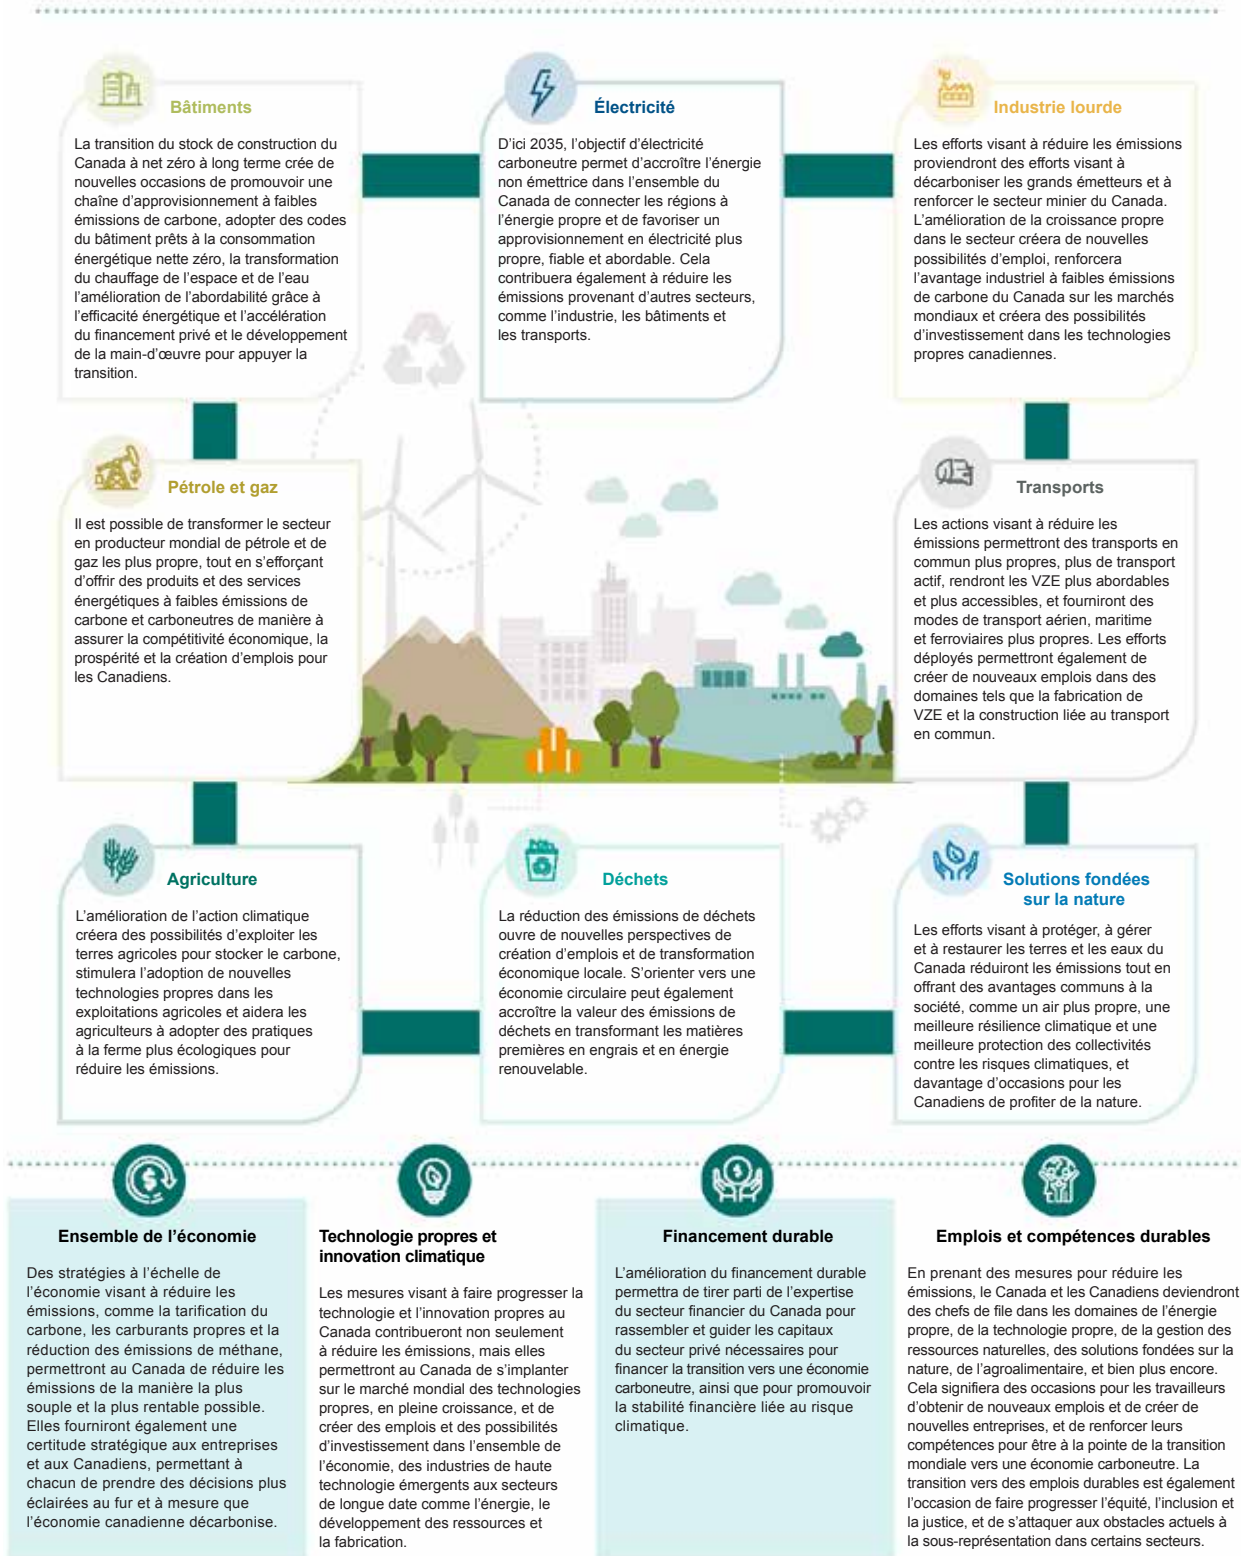 Bâtiments
La transition du stock de construction du
Canada à net zéro à long terme crée de
nouvelles occasions de promouvoir une
chaîne d’approvisionnement à faibles
émissions de carbone, adopter des codes
du bâtiment prêts à la consommation
énergétique nette zéro, la transformation
du chauffage de l’espace et de l’eau
l’amélioration de l’abordabilité grâce à
l’efficacité énergétique et l’accélération
du financement privé et le développement
de la main-d’œuvre pour appuyer la
transition.
Électricité
D’ici 2035, l’objectif d’électricité
carboneutre permet d’accroître l’énergie
non émettrice dans l’ensemble du
Canada de connecter les régions à
l’énergie propre et de favoriser un
approvisionnement en électricité plus
propre, fiable et abordable. Cela
contribuera également à réduire les
émissions provenant d’autres secteurs,
comme l’industrie, les bâtiments et
les transports.
Industrie lourde
Les efforts visant à réduire les émissions
proviendront des efforts visant à
décarboniser les grands émetteurs et à
renforcer le secteur minier du Canada.
L’amélioration de la croissance propre
dans le secteur créera de nouvelles
possibilités d’emploi, renforcera
l’avantage industriel à faibles émissions
de carbone du Canada sur les marchés
mondiaux et créera des possibilités
d’investissement dans les technologies
propres canadiennes.
Pétrole et gaz
Il est possible de transformer le secteur
en producteur mondial de pétrole et de
gaz les plus propre, tout en s’efforçant
d’offrir des produits et des services
énergétiques à faibles émissions de
carbone et carboneutres de manière à
assurer la compétitivité économique, la
prospérité et la création d’emplois pour
les Canadiens.
Transports
Les actions visant à réduire les
émissions permettront des transports en
commun plus propres, plus de transport
actif, rendront les VZE plus abordables
et plus accessibles, et fourniront des
modes de transport aérien, maritime
et ferroviaires plus propres. Les efforts
déployés permettront également de
créer de nouveaux emplois dans des
domaines tels que la fabrication de
VZE et la construction liée au transport
en commun.
Agriculture
L’amélioration de l’action climatique
créera des possibilités d’exploiter les
terres agricoles pour stocker le carbone,
stimulera l’adoption de nouvelles
technologies propres dans les
exploitations agricoles et aidera les
agriculteurs à adopter des pratiques
à la ferme plus écologiques pour
réduire les émissions.
Déchets
La réduction des émissions de déchets
ouvre de nouvelles perspectives de
création d’emplois et de transformation
économique locale. S’orienter vers une
économie circulaire peut également
accroître la valeur des émissions de
déchets en transformant les matières
premières en engrais et en énergie
renouvelable.
Solutions fondées
sur la nature
Les efforts visant à protéger, à gérer
et à restaurer les terres et les eaux du
Canada réduiront les émissions tout en
offrant des avantages communs à la
société, comme un air plus propre, une
meilleure résilience climatique et une
meilleure protection des collectivités
contre les risques climatiques, et
davantage d’occasions pour les
Canadiens de profiter de la nature.
Ensemble de l’économie
Des stratégies à l’échelle de
l’économie visant à réduire les
émissions, comme la tarification du
carbone, les carburants propres et la
réduction des émissions de méthane,
permettront au Canada de réduire les
émissions de la manière la plus
souple et la plus rentable possible.
Elles fourniront également une
certitude stratégique aux entreprises
et aux Canadiens, permettant à
chacun de prendre des décisions plus
éclairées au fur et à mesure que
l’économie canadienne décarbonise.
Technologie propres et
innovation climatique
Les mesures visant à faire progresser la
technologie et l’innovation propres au
Canada contribueront non seulement
à réduire les émissions, mais elles
permettront au Canada de s’implanter
sur le marché mondial des technologies
propres, en pleine croissance, et de
créer des emplois et des possibilités
d’investissement dans l’ensemble de
l’économie, des industries de haute
technologie émergents aux secteurs
de longue date comme l’énergie, le
développement des ressources et
la fabrication.
Financement durable
L’amélioration du financement durable
permettra de tirer parti de l’expertise
du secteur financier du Canada pour
rassembler et guider les capitaux
du secteur privé nécessaires pour
financer la transition vers une économie
carboneutre, ainsi que pour promouvoir
la stabilité financière liée au risque
climatique.
Emplois et compétences durables
En prenant des mesures pour réduire les
émissions, le Canada et les Canadiens deviendront
des chefs de file dans les domaines de l’énergie
propre, de la technologie propre, de la gestion des
ressources naturelles, des solutions fondées sur la
nature, de l’agroalimentaire, et bien plus encore.
Cela signifiera des occasions pour les travailleurs
d’obtenir de nouveaux emplois et de créer de
nouvelles entreprises, et de renforcer leurs
compétences pour être à la pointe de la transition
mondiale vers une économie carboneutre. La
transition vers des emplois durables est également
l’occasion de faire progresser l’équité, l’inclusion et
la justice, et de s’attaquer aux obstacles actuels à
la sous-représentation dans certains secteurs.